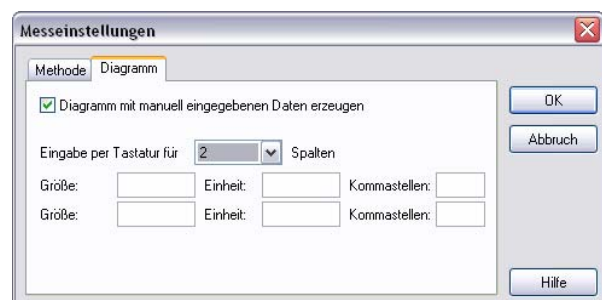 Messeinstellungen
Methode Diagramm
Diagramm mit manuell eingegebenen Daten erzeugen
OK
Abbruch
Eingabe per Tastatur für 2 Spalten
Größe: Einheit: Kommastellen:
Größe: Einheit: Kommastellen:
Hilfe